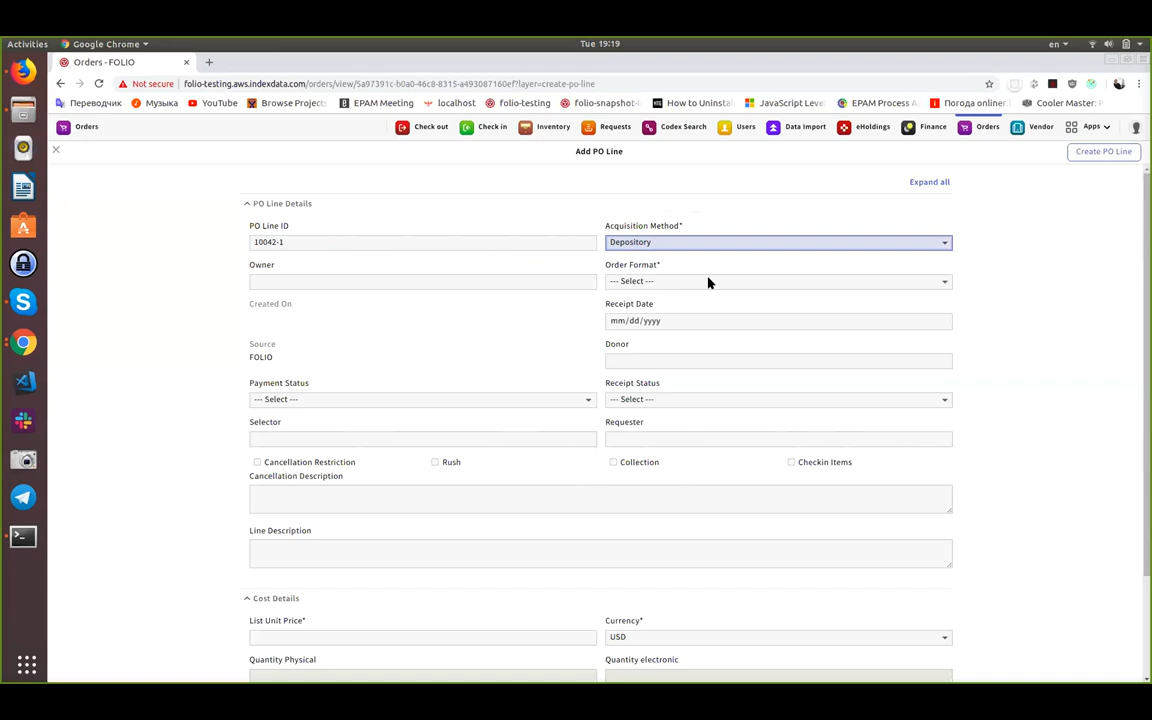 Activities Google Chrome Tue 19:19 en
Orders - FOLIO
Not secure folio-testing.aws.indexdata.com/orders/view/5a97391c-b0a0-46c8-8315-a493087160ef?layer=create-po-line
Переводчик Музыка YouTube Browse Projects EPAM Meeting localhost folio-testing folio-snapshot- How to Uninsta JavaScript Leve EPAM Process A Погода online. Cooler Master: P
Orders Check out Check in Inventory Requests Codex Search Users Data Import eHoldings Finance Orders Vendor Apps
Add PO Line Create PO Line
Expand all
PO Line Details
PO Line ID Acquisition Method*
10042-1 Depository
Owner Order Format*
--- Select ---
Created On Receipt Date
mm/dd/yyyy
Source Donor
FOLIO
Payment Status Receipt Status
--- Select --- --- Select ---
Selector Requester
Cancellation Restriction Rush Collection Checkin Items
Cancellation Description
Line Description
Cost Details
List Unit Price* Currency*
USD
Quantity Physical Quantity electronic